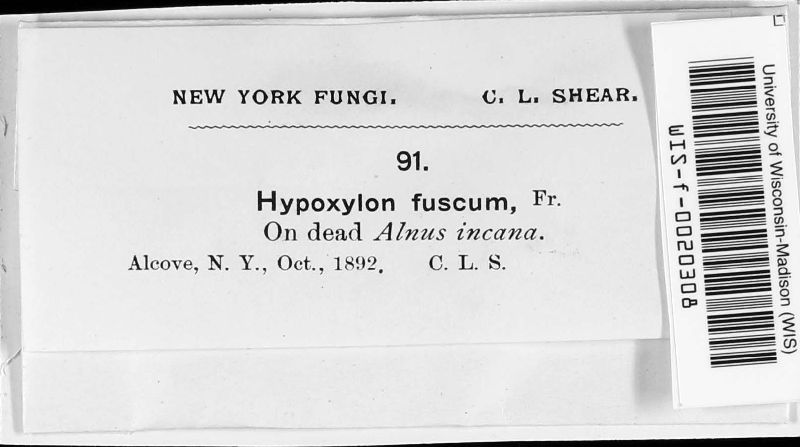 NEW YORK FUNGI. C. L. SHEAR.
91.
Hypoxylon fuscum, Fr.
On dead Alnus incana.
Alcove, N. Y., Oct., 1892. C. L. S.
University of Wisconsin-Madison (WIS)
WIS-f-0020308